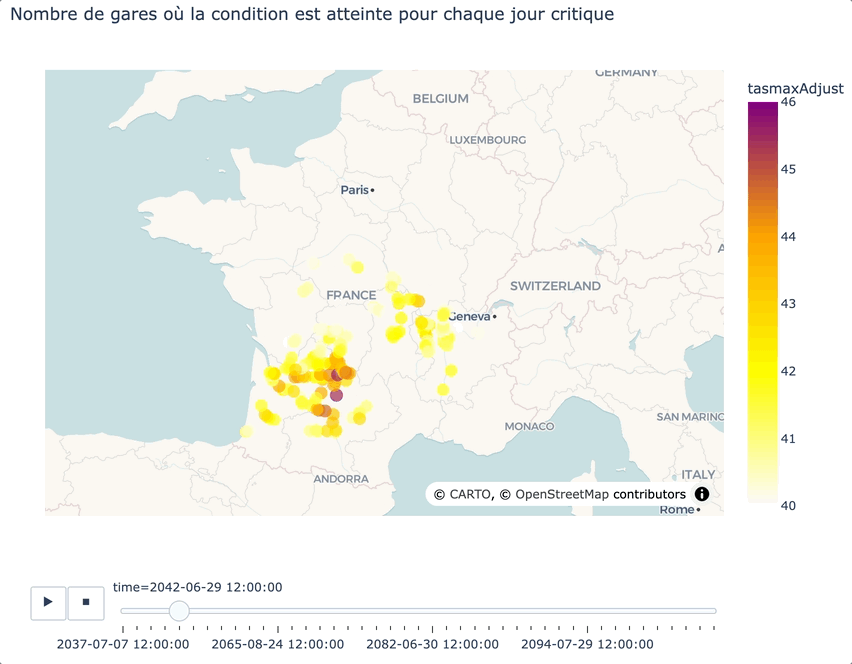 Nombre de gares où la condition est atteinte pour chaque jour critique
GERMANY
tasmaxAdjust
BELGIUM
46
LUXEMBOURG
45
Paris
44
SWITZERLAND
FRANCE
43
Geneva
42
SAN MARINO
MONACO
41
ANDORRA
ITALY
© CARTO, © OpenStreetMap contributors
40
Rome
time=2042-06-29 12:00:00
2037-07-07 12:00:00 2065-08-24 12:00:00 2082-06-30 12:00:00 2094-07-29 12:00:00